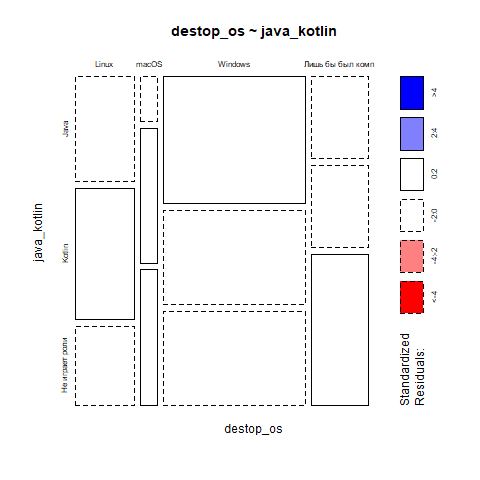 destop_os ~ java_kotlin
Linux macOS Windows Лишь бы был комп
Java
Kotlin
Не играет роли
java_kotlin
destop_os
>4
2:4
0:2
-2:0
-4:-2
<-4
Standardized
Residuals: